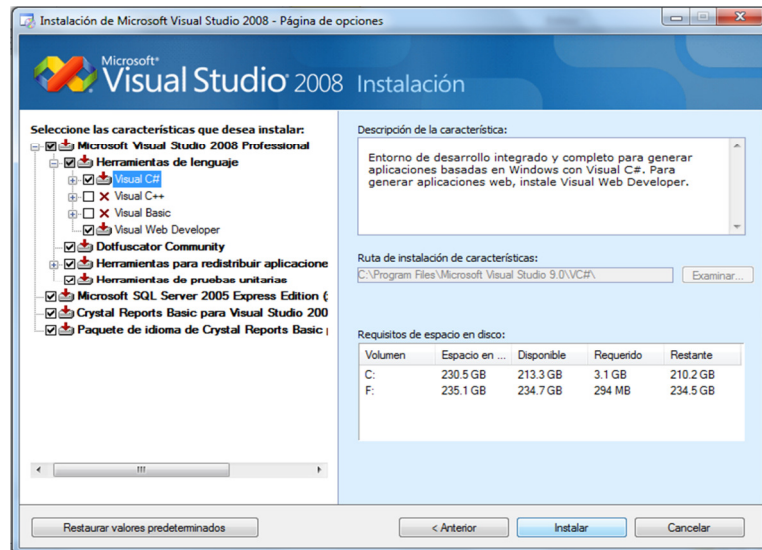 Instalación de Microsoft Visual Studio 2008 - Página de opciones
Microsoft®
Visual Studio® 2008 Instalación
Seleccione las características que desea instalar:
Microsoft Visual Studio 2008 Professional
Herramientas de lenguaje
Visual C#
Visual C++
Visual Basic
Visual Web Developer
Dotfuscator Community
Herramientas para redistribuir aplicacione
Herramientas de pruebas unitarias
Microsoft SQL Server 2005 Express Edition (
Crystal Reports Basic para Visual Studio 200
Paquete de idioma de Crystal Reports Basic
Descripción de la característica:
Entorno de desarrollo integrado y completo para generar
aplicaciones basadas en Windows con Visual C#. Para
generar aplicaciones web, instale Visual Web Developer.
Ruta de instalación de características:
C:\Program Files\Microsoft Visual Studio 9.0\VC#\
Examinar...
Requisitos de espacio en disco:
Volumen Espacio en ... Disponible Requerido Restante
C: 230.5 GB 213.3 GB 3.1 GB 210.2 GB
F: 235.1 GB 234.7 GB 294 MB 234.5 GB
Restaurar valores predeterminados
< Anterior
Instalar
Cancelar